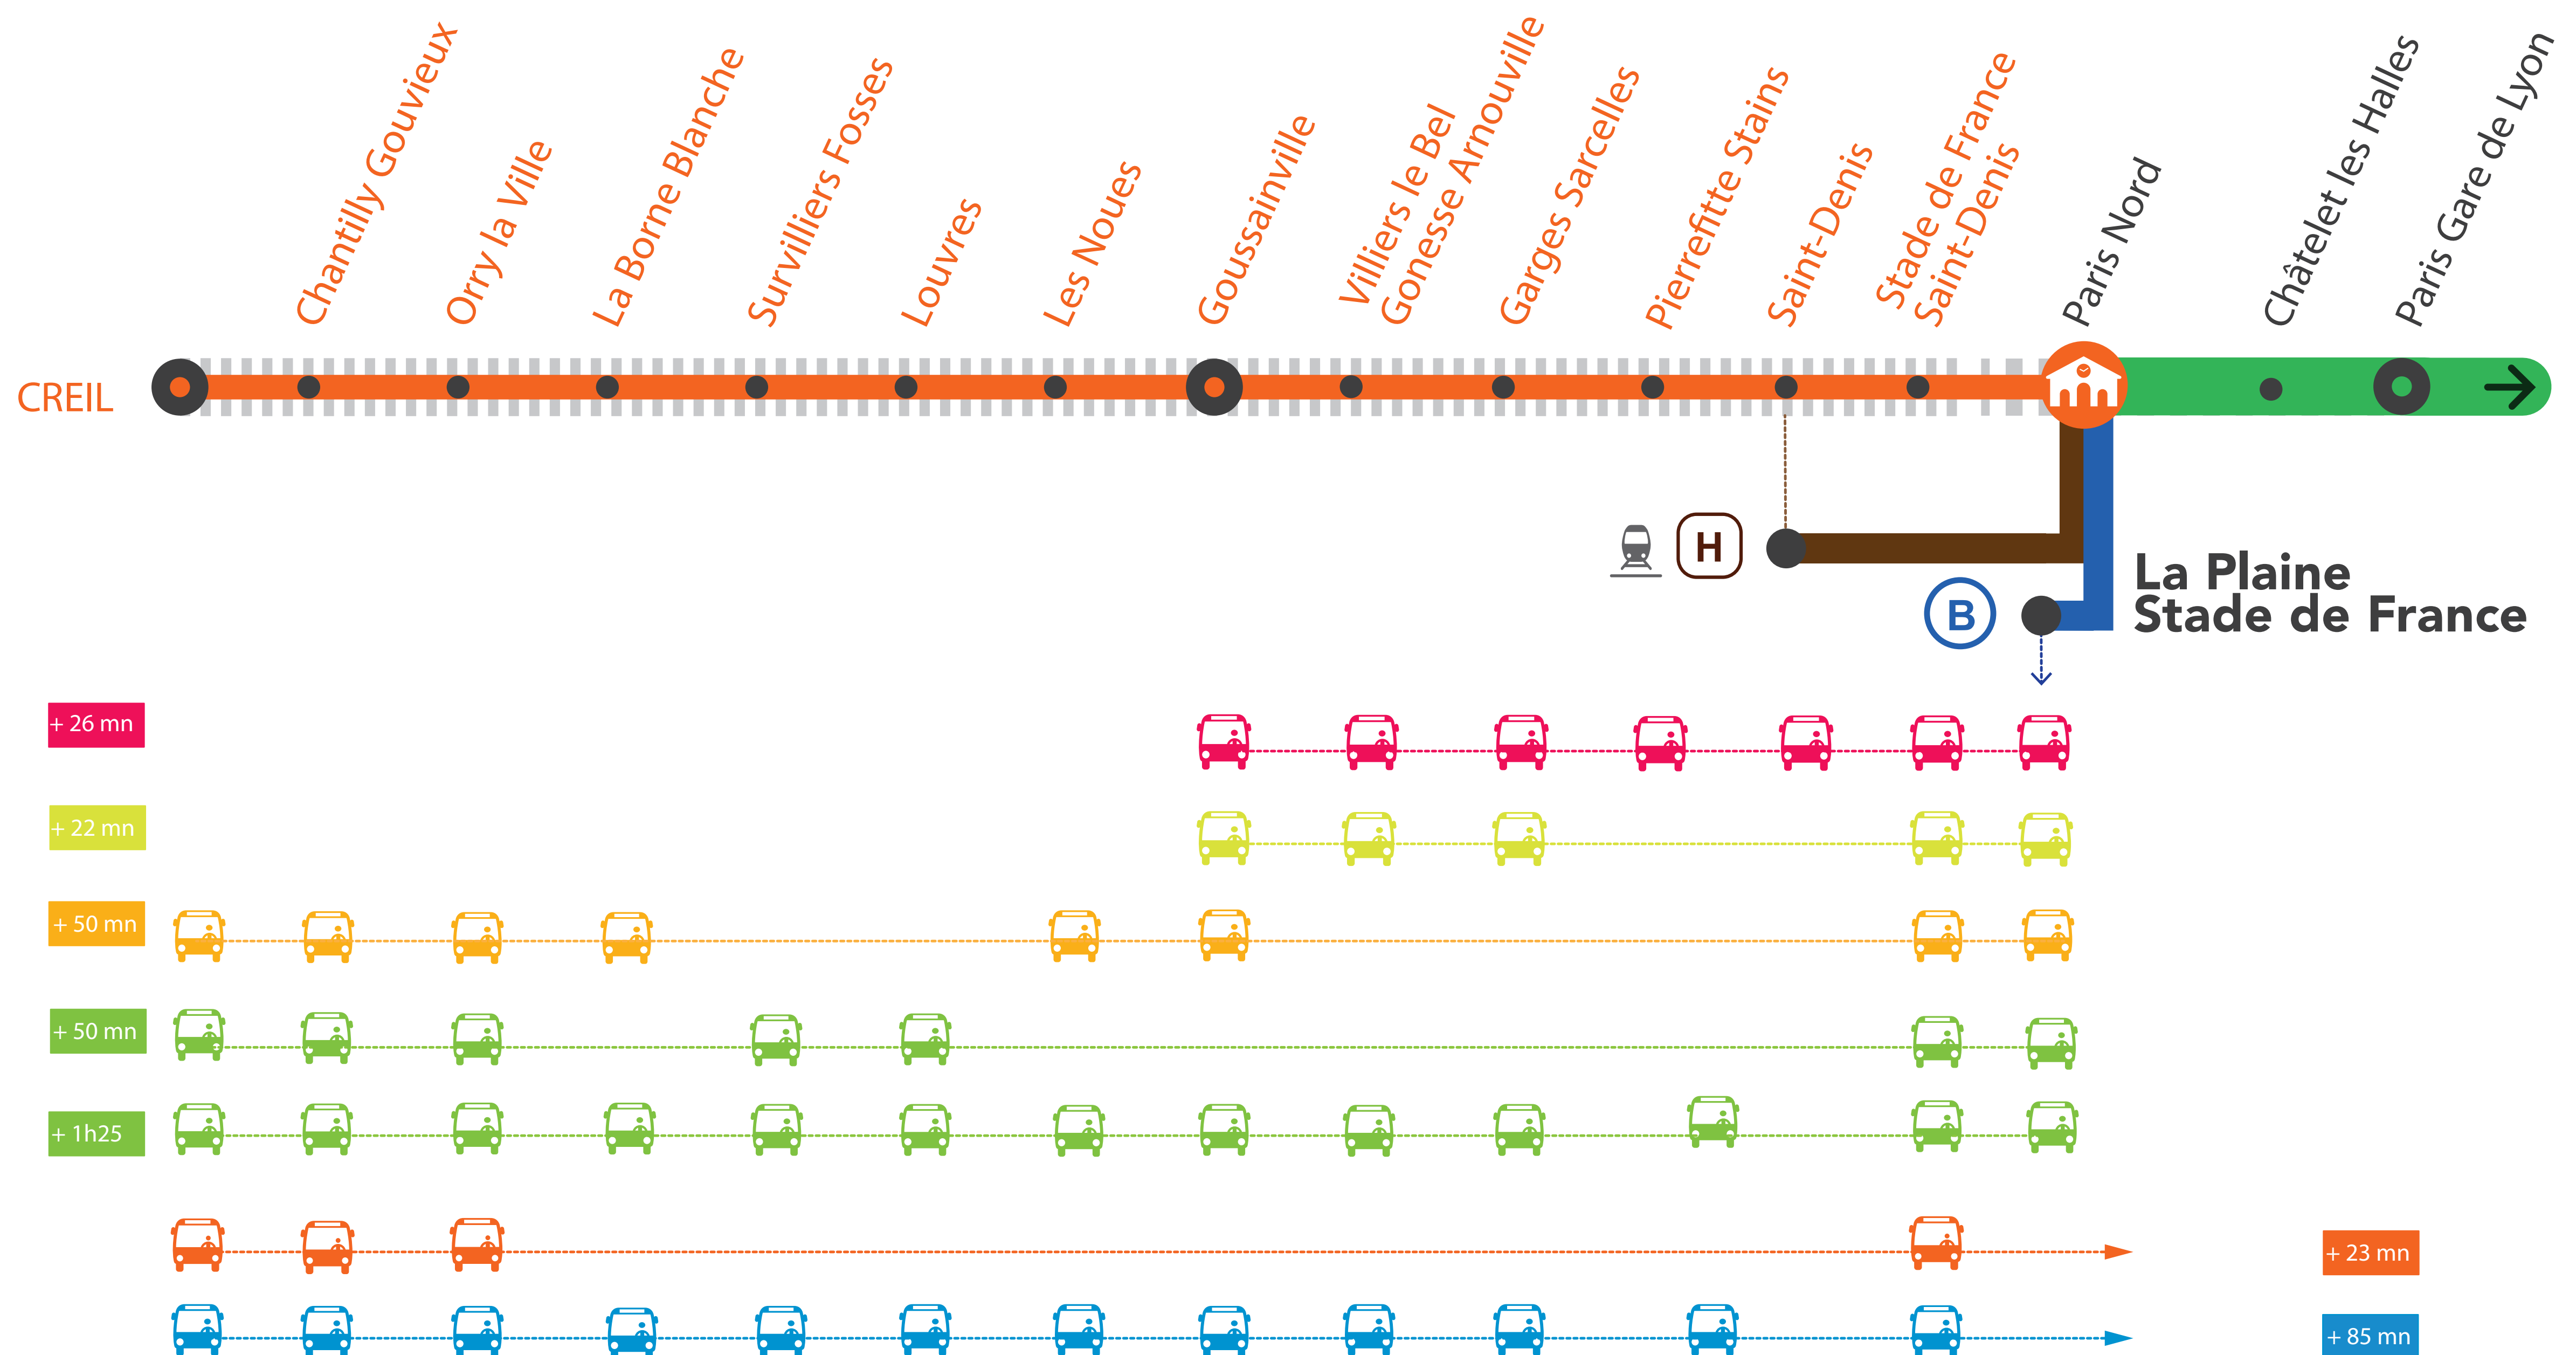 Chantilly Gouvieux
Orry la Ville
La Borne Blanche
Survilliers Fosses
Louvres
Les Noues
Goussainville
Villiers le Bel
Gonesse Arnouville
Garges Sarcelles
Pierrefitte Stains
Saint-Denis
Stade de France
Saint-Denis
Paris Nord
Châtelet les Halles
Paris Gare de Lyon
CREIL
H
B
La Plaine
Stade de France
+ 26 mn
+ 22 mn
+ 50 mn
+ 50 mn
+ 1h25
+ 23 mn
+ 85 mn